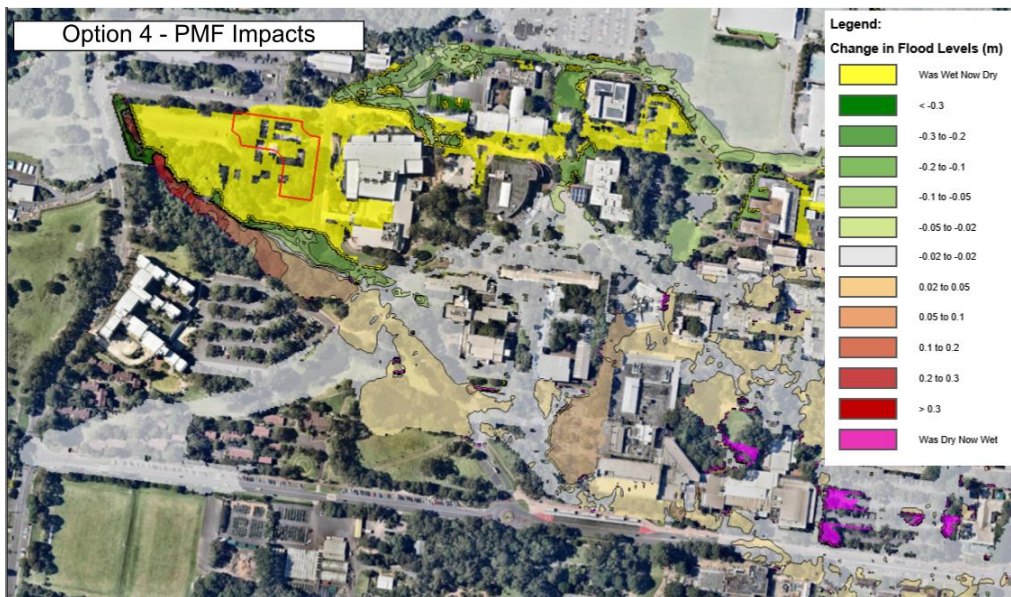 Option 4 - PMF Impacts
Legend:
Change in Flood Levels (m)
Was Wet Now Dry
< -0.3
-0.3 to -0.2
-0.2 to -0.1
-0.1 to -0.05
-0.05 to -0.02
-0.02 to -0.02
0.02 to 0.05
0.05 to 0.1
0.1 to 0.2
0.2 to 0.3
> 0.3
Was Dry Now Wet